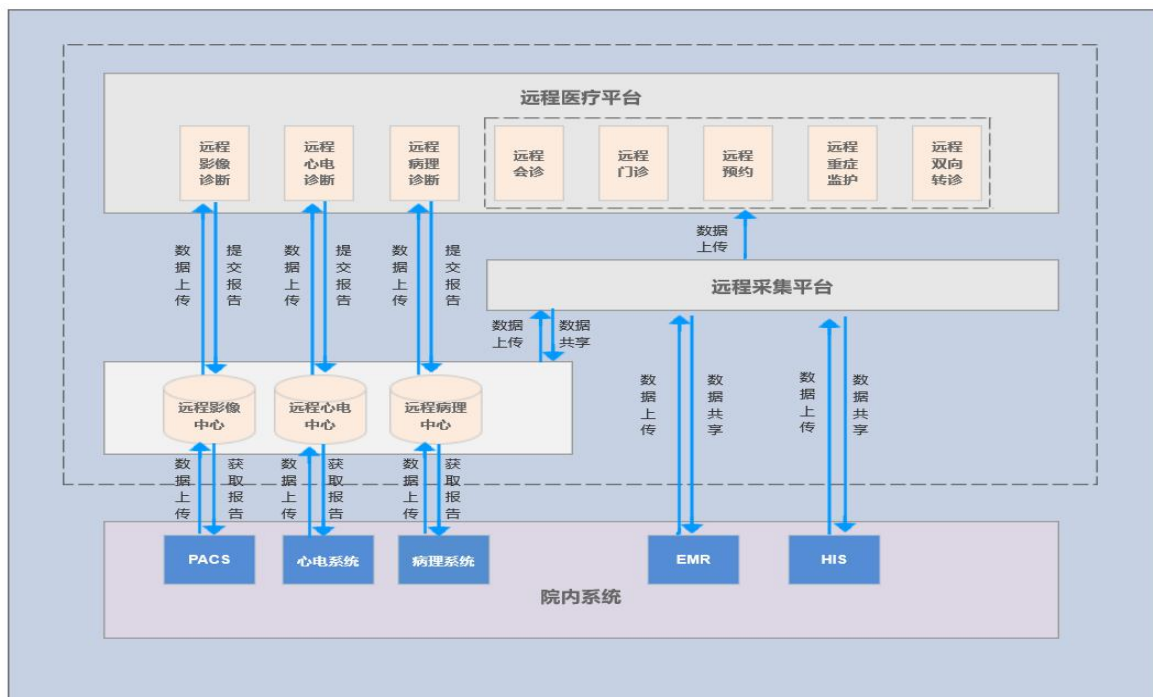 远程医疗平台
远程
影像
诊断
远程
心电
诊断
远程
病理
诊断
远程
会诊
远程
门诊
远程
预约
远程
重症
监护
远程
双向
转诊
数据上传
提交报告
数据上传
提交报告
数据上传
提交报告
数据
上传
远程采集平台
数据
上传
数据
共享
数据上传
数据共享
数据上传
数据共享
远程影像
中心
远程心电
中心
远程病理
中心
数据上传
获取报告
数据上传
获取报告
数据上传
获取报告
PACS
心电系统
病理系统
EMR
HIS
院内系统